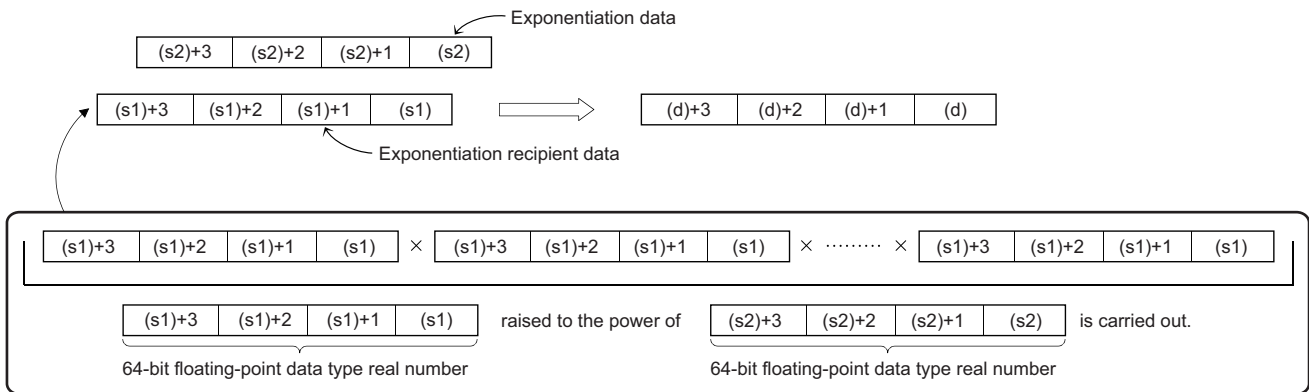 Exponentiation data
(s2)+3 (s2)+2 (s2)+1 (s2)
(s1)+3 (s1)+2 (s1)+1 (s1) (d)+3 (d)+2 (d)+1 (d)
Exponentiation recipient data
(s1)+3 (s1)+2 (s1)+1 (s1) × (s1)+3 (s1)+2 (s1)+1 (s1) × ········· × (s1)+3 (s1)+2 (s1)+1 (s1)
(s1)+3 (s1)+2 (s1)+1 (s1) raised to the power of (s2)+3 (s2)+2 (s2)+1 (s2) is carried out.
64-bit floating-point data type real number 64-bit floating-point data type real number